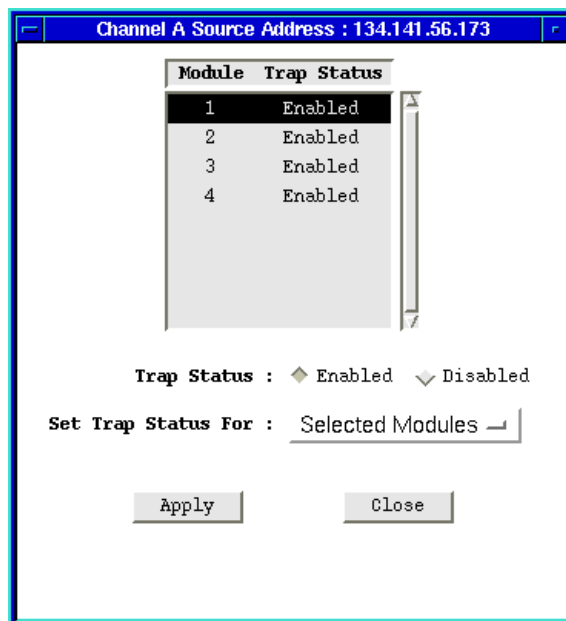 Channel A Source Address : 134.141.56.173
Module Trap Status
1 Enabled
2 Enabled
3 Enabled
4 Enabled
Trap Status : Enabled Disabled
Set Trap Status For : Selected Modules
Apply Close